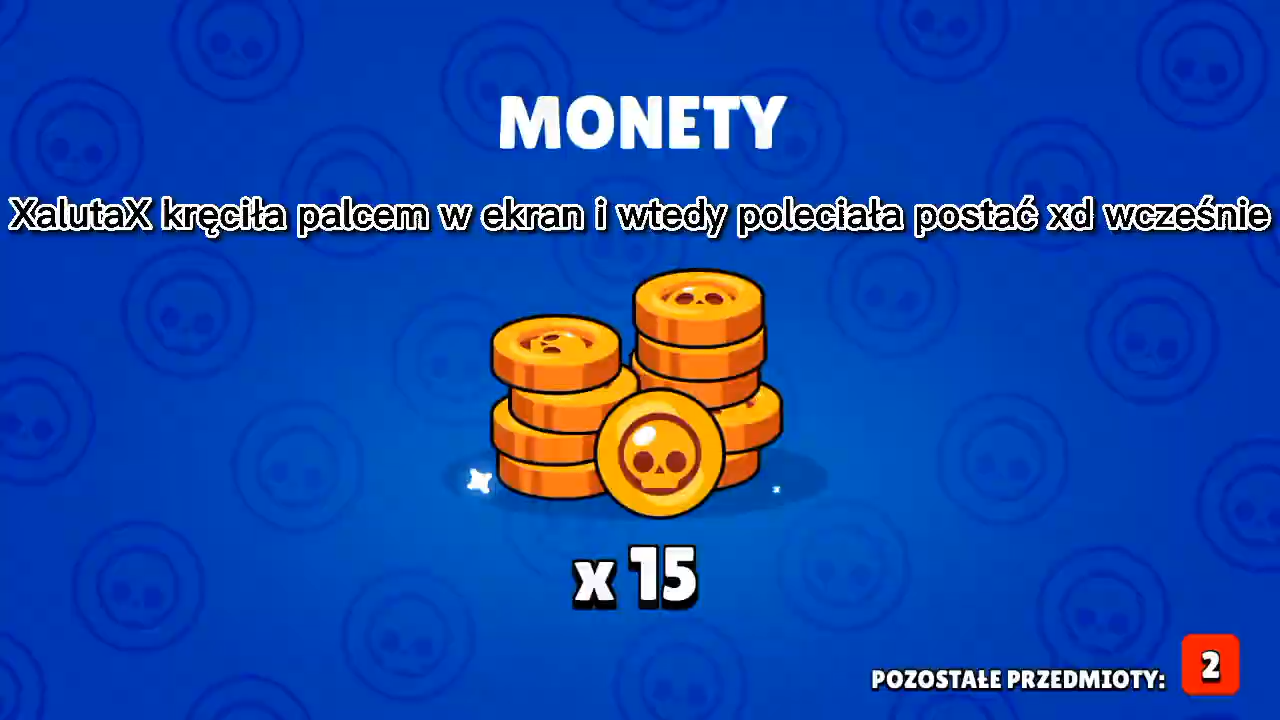 MONETY
XalutaX kręciła palcem w ekran i wtedy poleciała postać xd wcześnie
x 15
POZOSTAŁE PRZEDMIOTY: 2